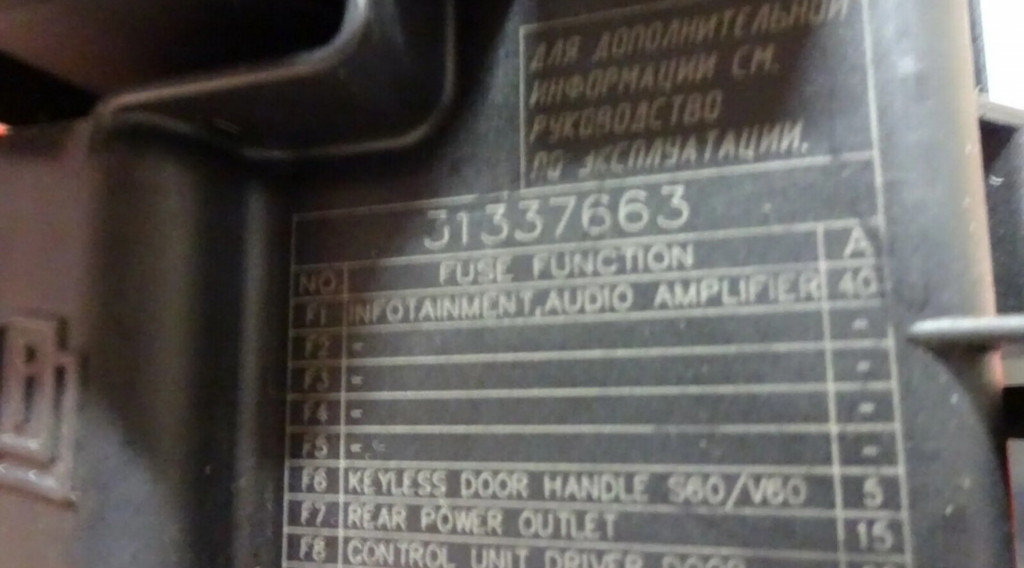 ДЛЯ ДОПОЛНИТЕЛЬНОЙ
ИНФОРМАЦИИ СМ.
РУКОВОДСТВО
ПО ЭКСПЛУАТАЦИИ.
31337663
NO FUSE FUNCTION A
F1 INFOTAINMENT,AUDIO AMPLIFIER 40
F2 - -
F3 - -
F4 - -
F5 - -
F6 KEYLESS DOOR HANDLE S60/V60 5
F7 REAR POWER OUTLET 15
F8 CONTROL UNIT DRIVER DOOR